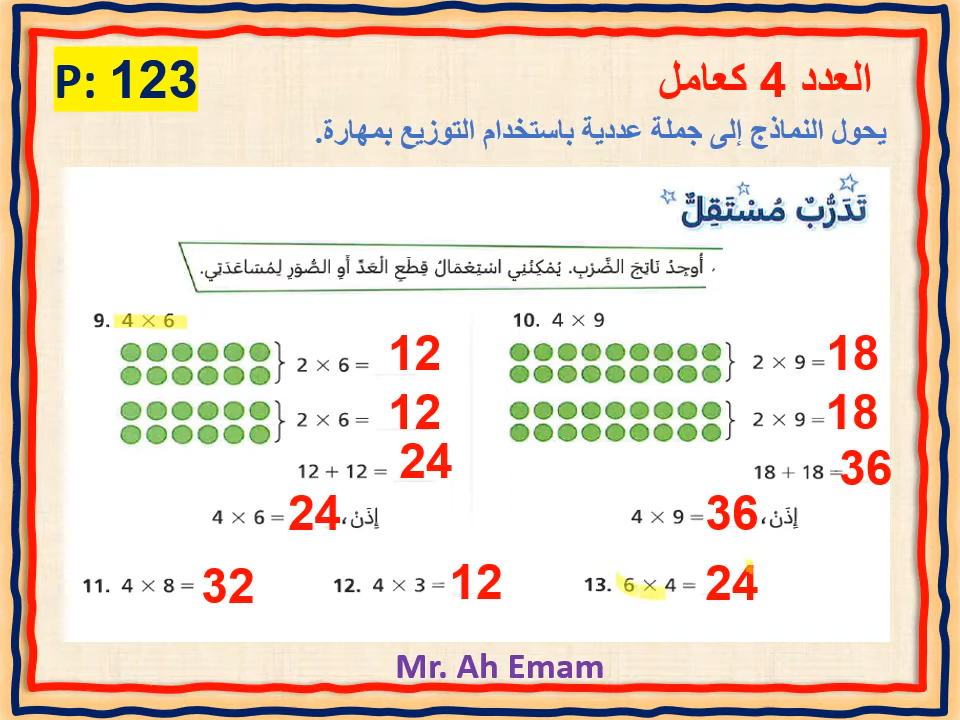 P: 123
العدد 4 كعامل
يحول النماذج إلى جملة عددية باستخدام التوزيع بمهارة.
تَدَرُّبٌ مُسْتَقِلٌّ
أُوجِدُ نَاتِجَ الضَّرْبِ. يُمْكِنُنِي اسْتِعْمَالُ قِطَعِ الْعَدِّ أَوِ الصُّوَرِ لِمُسَاعَدَتِي.
9. 4 × 6
2 × 6 = 12
2 × 6 = 12
12 + 12 = 24
إِذَنْ، 4 × 6 = 24
10. 4 × 9
2 × 9 = 18
2 × 9 = 18
18 + 18 = 36
إِذَنْ، 4 × 9 = 36
11. 4 × 8 = 32
12. 4 × 3 = 12
13. 6 × 4 = 24
Mr. Ah Emam